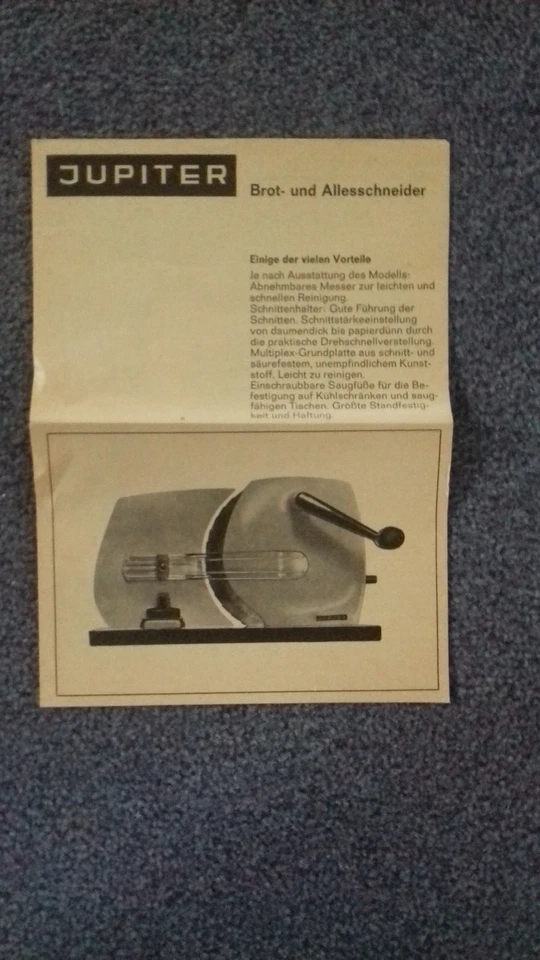 JUPITER
Brot- und Allesschneider
Einige der vielen Vorteile
Je nach Ausstattung des Modells:
Abnehmbares Messer zur leichten und
schnellen Reinigung.
Schnittenhalter: Gute Führung der
Schnitten. Schnittstärkeeinstellung
von daumendick bis papierdünn durch
die praktische Drehschnellverstellung.
Multiplex-Grundplatte aus schnitt- und
säurefestem, unempfindlichem Kunst-
stoff. Leicht zu reinigen.
Einschraubbare Saugfüße für die Be-
festigung auf Kühlschränken und saug-
fähigen Tischen. Größte Standfestig-
keit und Haftung.
JUPITER